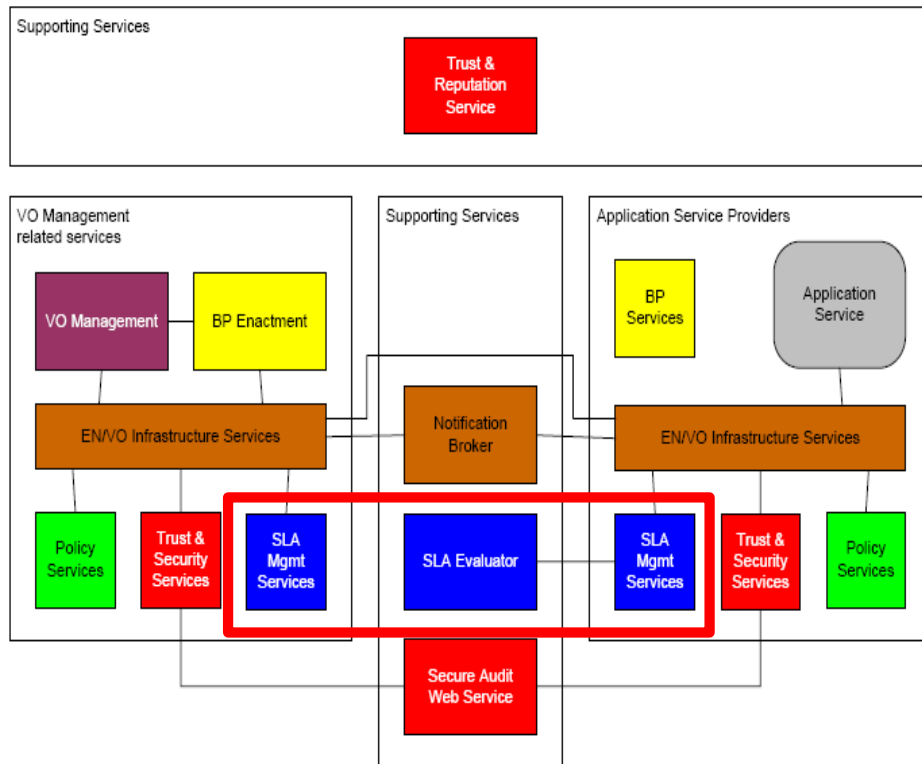 Supporting Services
Trust &
Reputation
Service
VO Management
related services
VO Management
BP Enactment
EN/VO Infrastructure Services
Policy
Services
Trust &
Security
Services
SLA
Mgmt
Services
Supporting Services
Notification
Broker
SLA Evaluator
Secure Audit
Web Service
Application Service Providers
BP
Services
Application
Service
EN/VO Infrastructure Services
SLA
Mgmt
Services
Trust &
Security
Services
Policy
Services